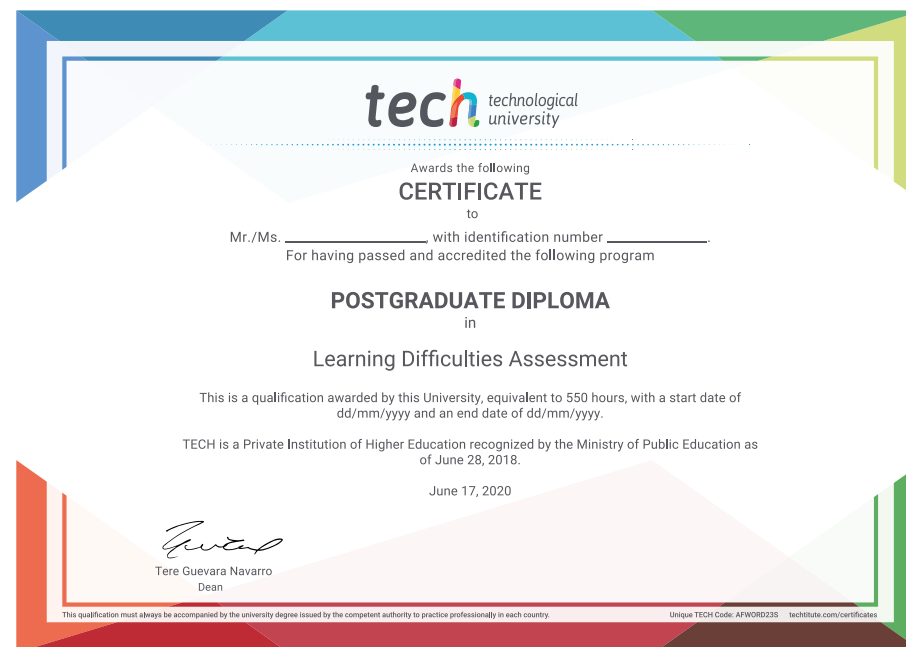 tech technological
university
Awards the following
CERTIFICATE
to
Mr./Ms. ____________________, with identification number ______________.
For having passed and accredited the following program
POSTGRADUATE DIPLOMA
in
Learning Difficulties Assessment
This is a qualification awarded by this University, equivalent to 550 hours, with a start date of
dd/mm/yyyy and an end date of dd/mm/yyyy.
TECH is a Private Institution of Higher Education recognized by the Ministry of Public Education as
of June 28, 2018.
June 17, 2020
Tere Guevara Navarro
Dean
This qualification must always be accompanied by the university degree issued by the competent authority to practice professionally in each country. Unique TECH Code: AFWORD23S techtitute.com/certificates